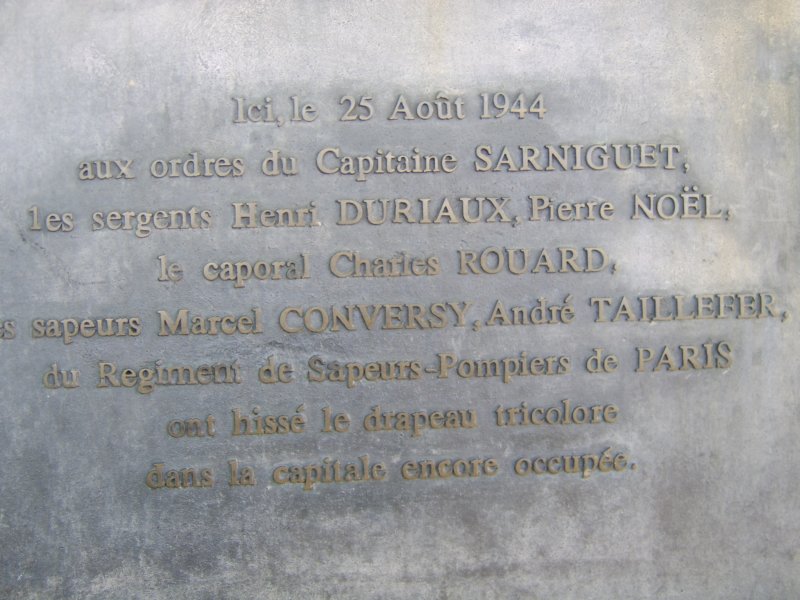 Ici, le 25 Août 1944
aux ordres du Capitaine SARNIGUET,
les sergents Henri DURIAUX, Pierre NOËL,
le caporal Charles ROUARD,
es sapeurs Marcel CONVERSY, André TAILLEFER,
du Regiment de Sapeurs-Pompiers de PARIS
ont hissé le drapeau tricolore
dans la capitale encore occupée.